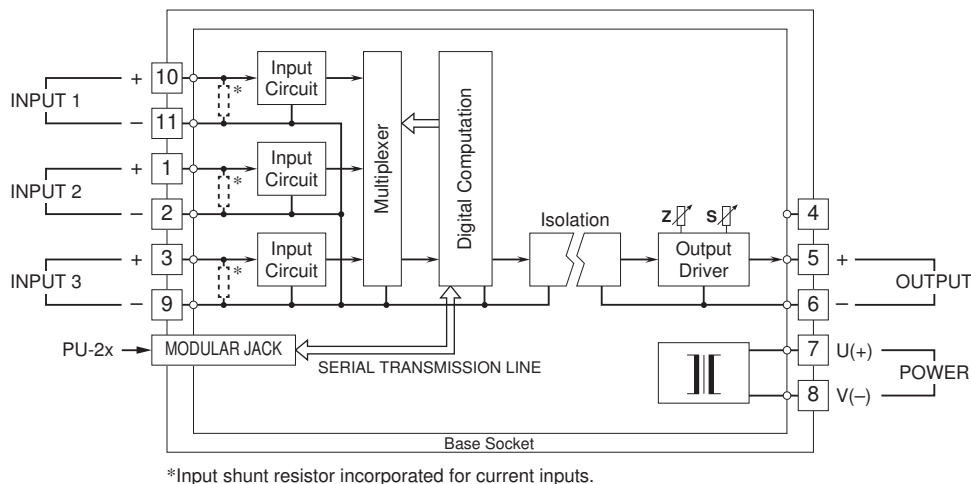 INPUT 1
+ 10
− 11
*
Input
Circuit
INPUT 2
+ 1
− 2
*
Input
Circuit
INPUT 3
+ 3
− 9
*
Input
Circuit
Multiplexer
Digital Computation
Isolation
Z
S
Output
Driver
4
5 +
6 −
OUTPUT
7 U(+)
8 V(–)
POWER
PU-2x
MODULAR JACK
SERIAL TRANSMISSION LINE
Base Socket
*Input shunt resistor incorporated for current inputs.